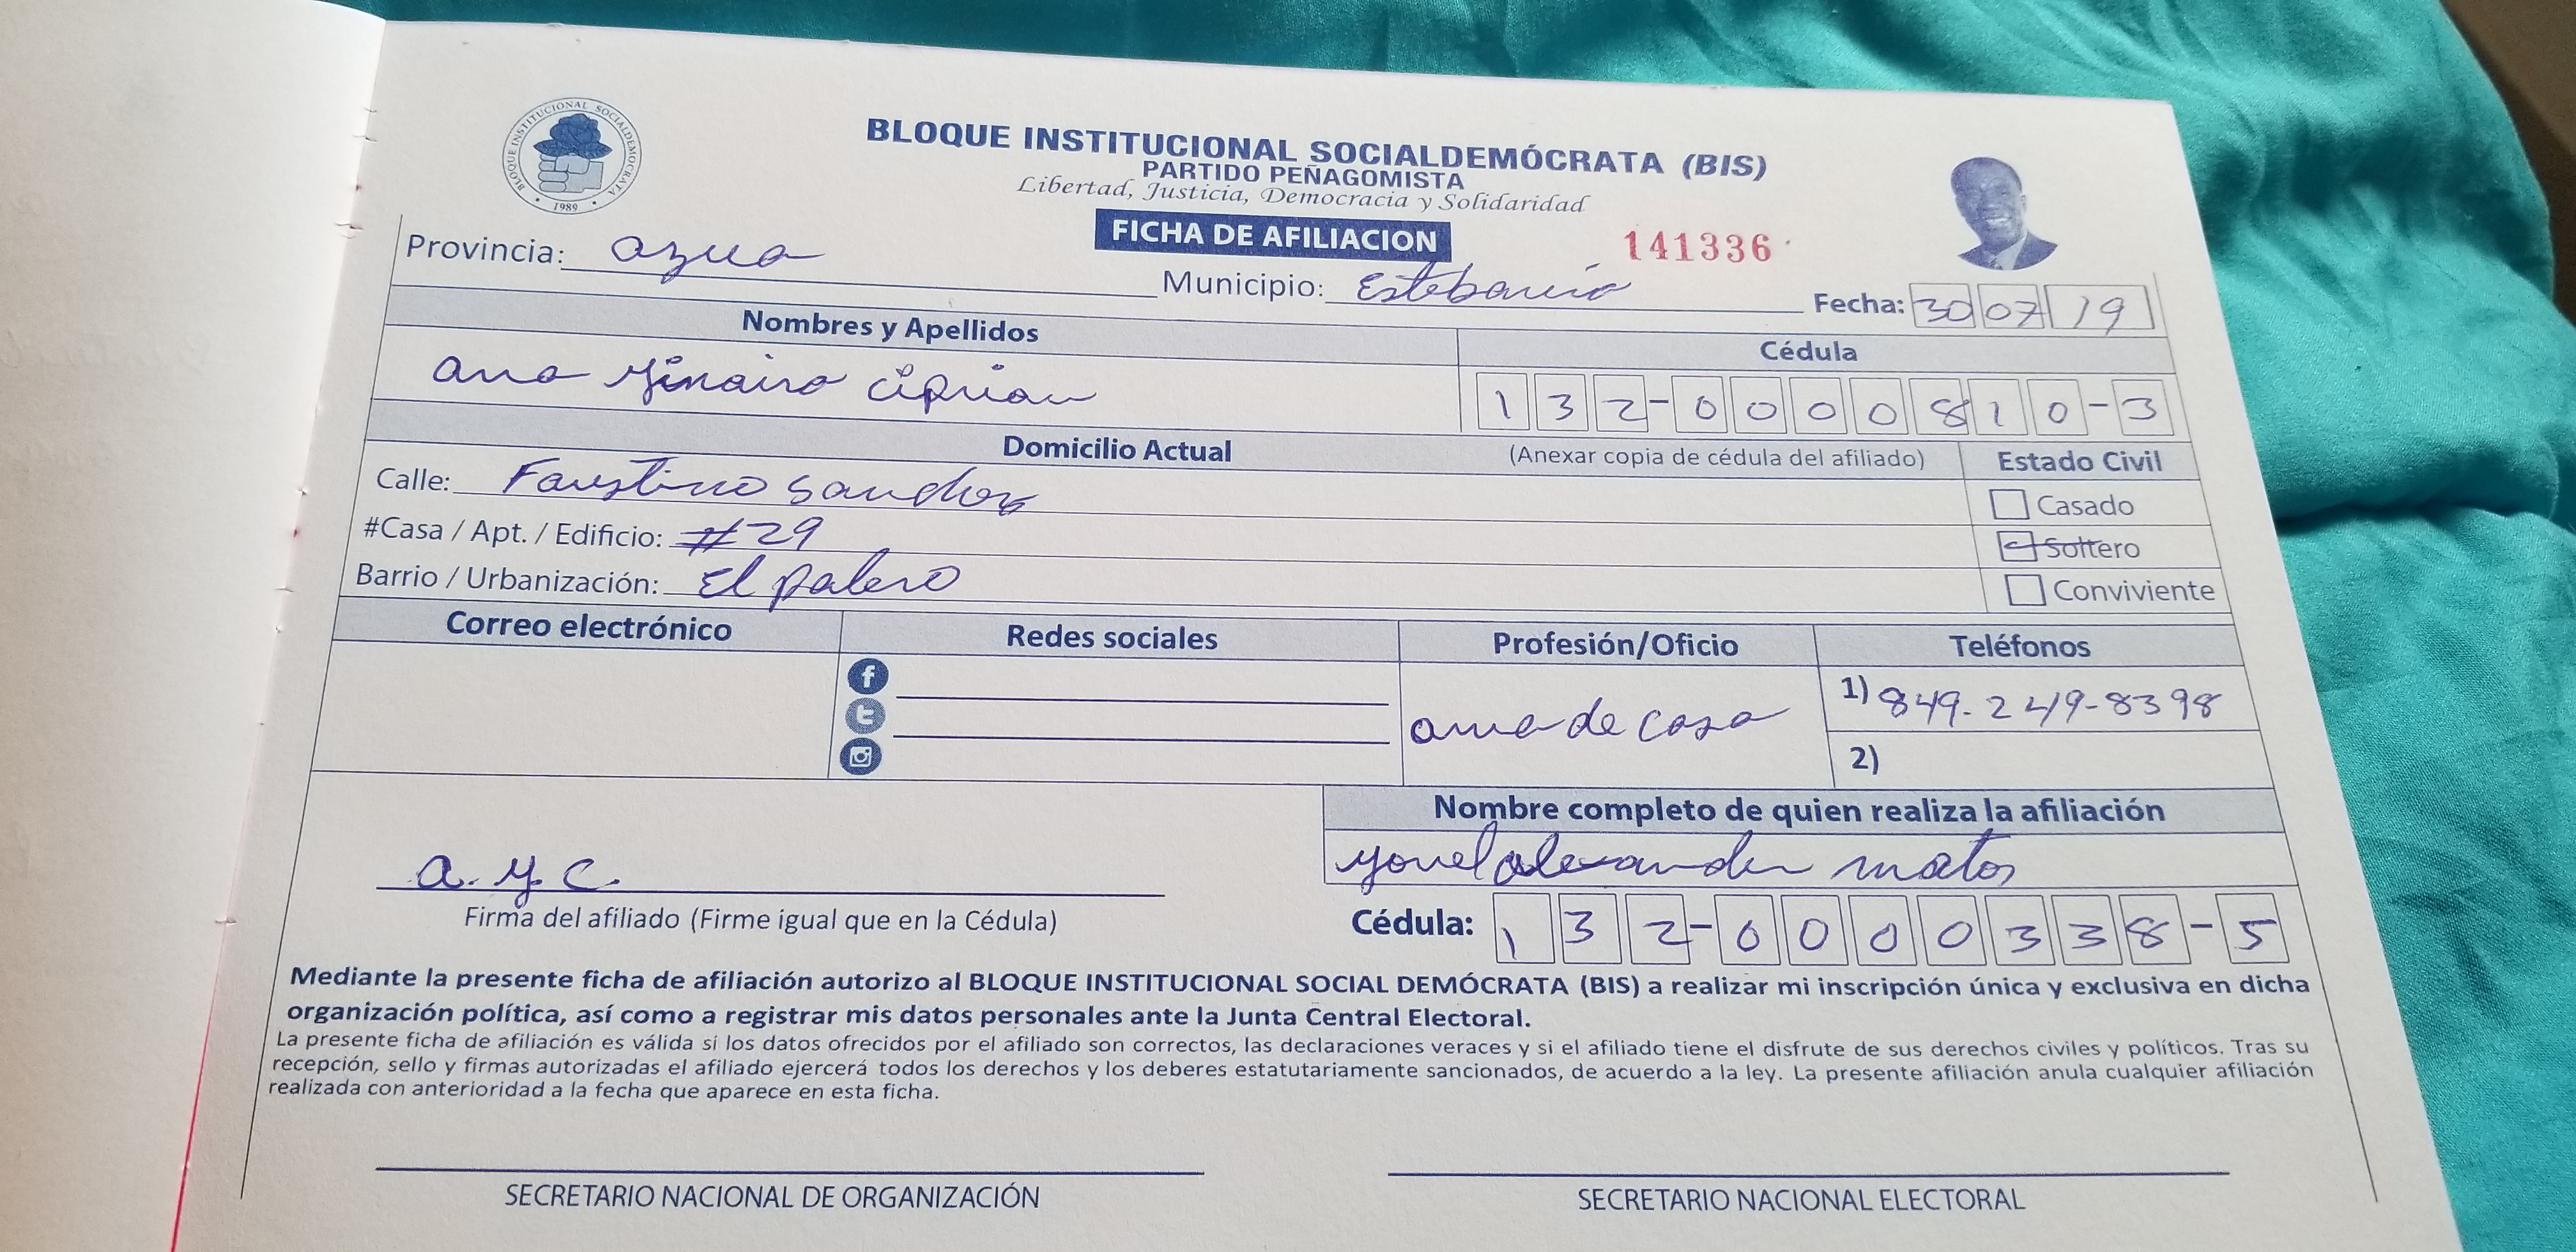 BLOQUE INSTITUCIONAL SOCIALDEMOCRATA
1989
BLOQUE INSTITUCIONAL SOCIALDEMÓCRATA (BIS)
PARTIDO PEÑAGOMISTA
Libertad, Justicia, Democracia y Solidaridad
FICHA DE AFILIACION
141336
Provincia: azua
Municipio: Estebania
Fecha: 30 07 19
Nombres y Apellidos
Cédula
ana ciprian
132-0000810-3
Domicilio Actual
(Anexar copia de cédula del afiliado)
Estado Civil
Calle: Faustino
Casado
#Casa / Apt. / Edificio: #29
Soltero
Barrio / Urbanización: El palero
Conviviente
Correo electrónico
Redes sociales
Profesión/Oficio
Teléfonos
ama de casa
1) 849-249-8398
2)
Nombre completo de quien realiza la afiliación
alexander matos
a. y. c.
Firma del afiliado (Firme igual que en la Cédula)
Cédula: 132-0000338-5
Mediante la presente ficha de afiliación autorizo al BLOQUE INSTITUCIONAL SOCIAL DEMÓCRATA (BIS) a realizar mi inscripción única y exclusiva en dicha
organización política, así como a registrar mis datos personales ante la Junta Central Electoral.
La presente ficha de afiliación es válida si los datos ofrecidos por el afiliado son correctos, las declaraciones veraces y si el afiliado tiene el disfrute de sus derechos civiles y políticos. Tras su
recepción, sello y firmas autorizadas el afiliado ejercerá todos los derechos y los deberes estatutariamente sancionados, de acuerdo a la ley. La presente afiliación anula cualquier afiliación
realizada con anterioridad a la fecha que aparece en esta ficha.
SECRETARIO NACIONAL DE ORGANIZACIÓN
SECRETARIO NACIONAL ELECTORAL